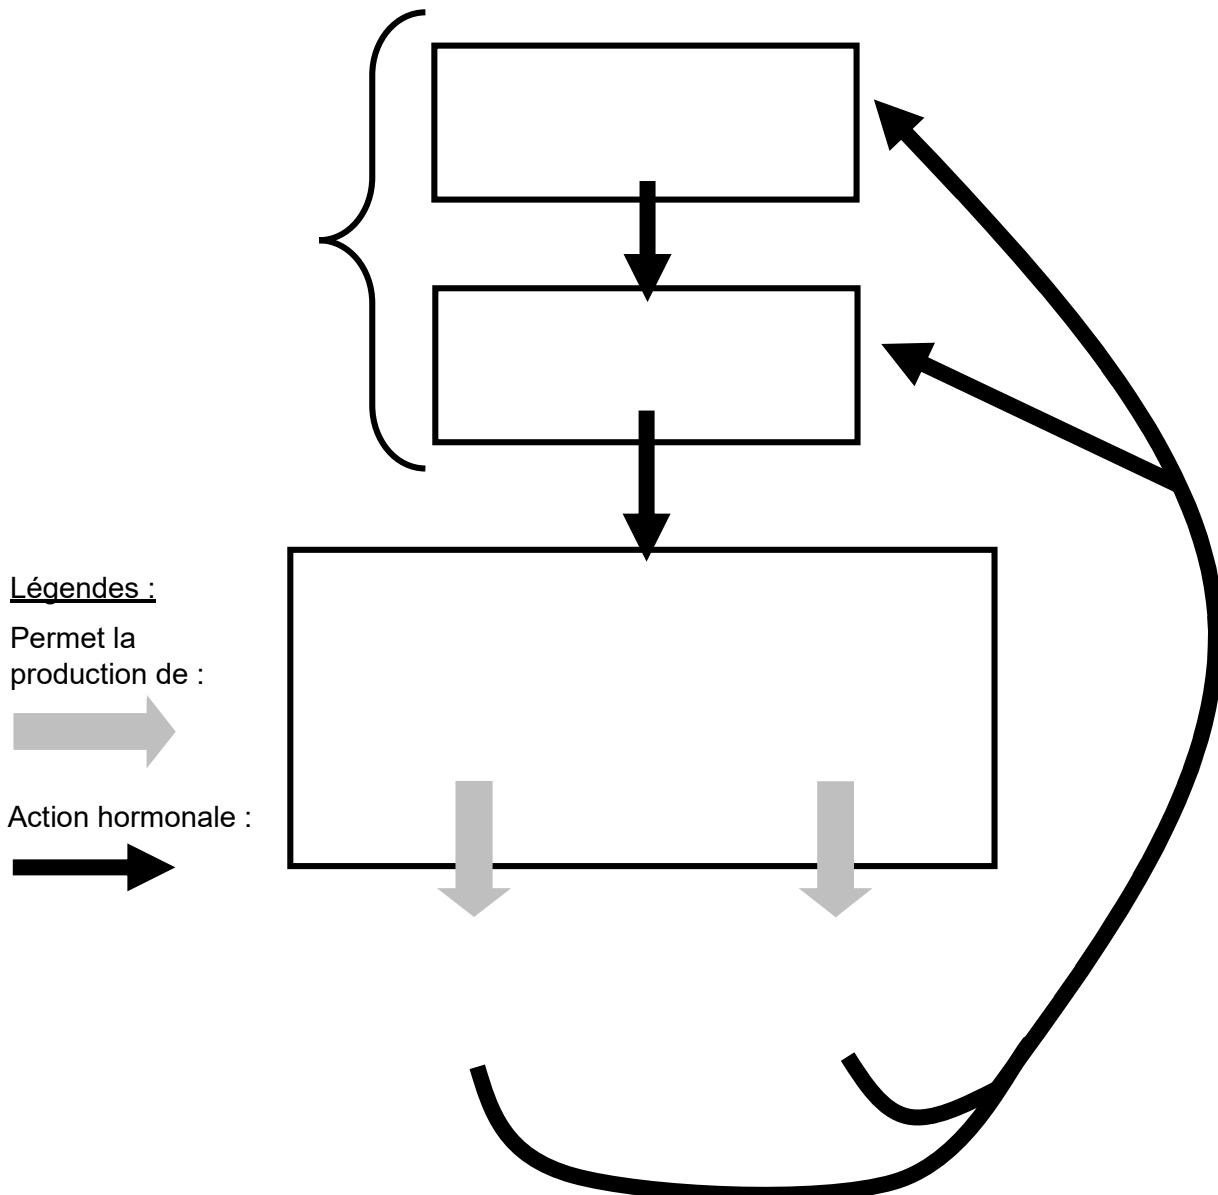 Légendes :
Permet la
production de :
Action hormonale :